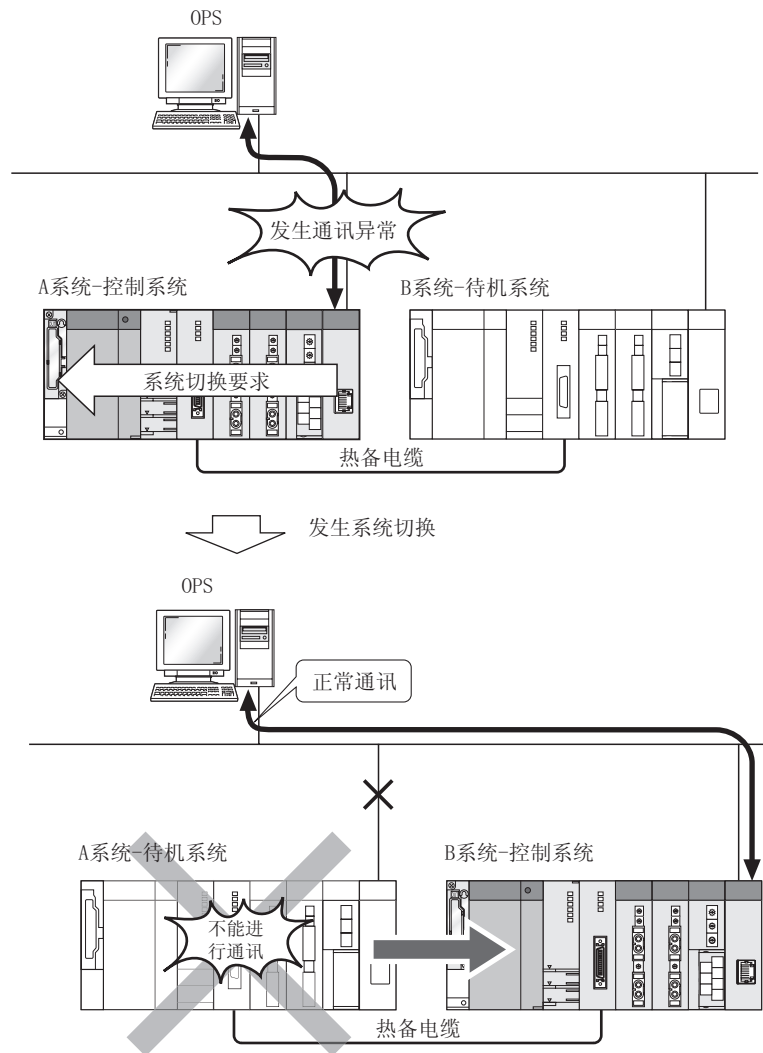 OPS
发生通讯异常
A系统-控制系统
B系统-待机系统
系统切换要求
热备电缆
发生系统切换
OPS
正常通讯
A系统-待机系统
B系统-控制系统
不能进
行通讯
热备电缆